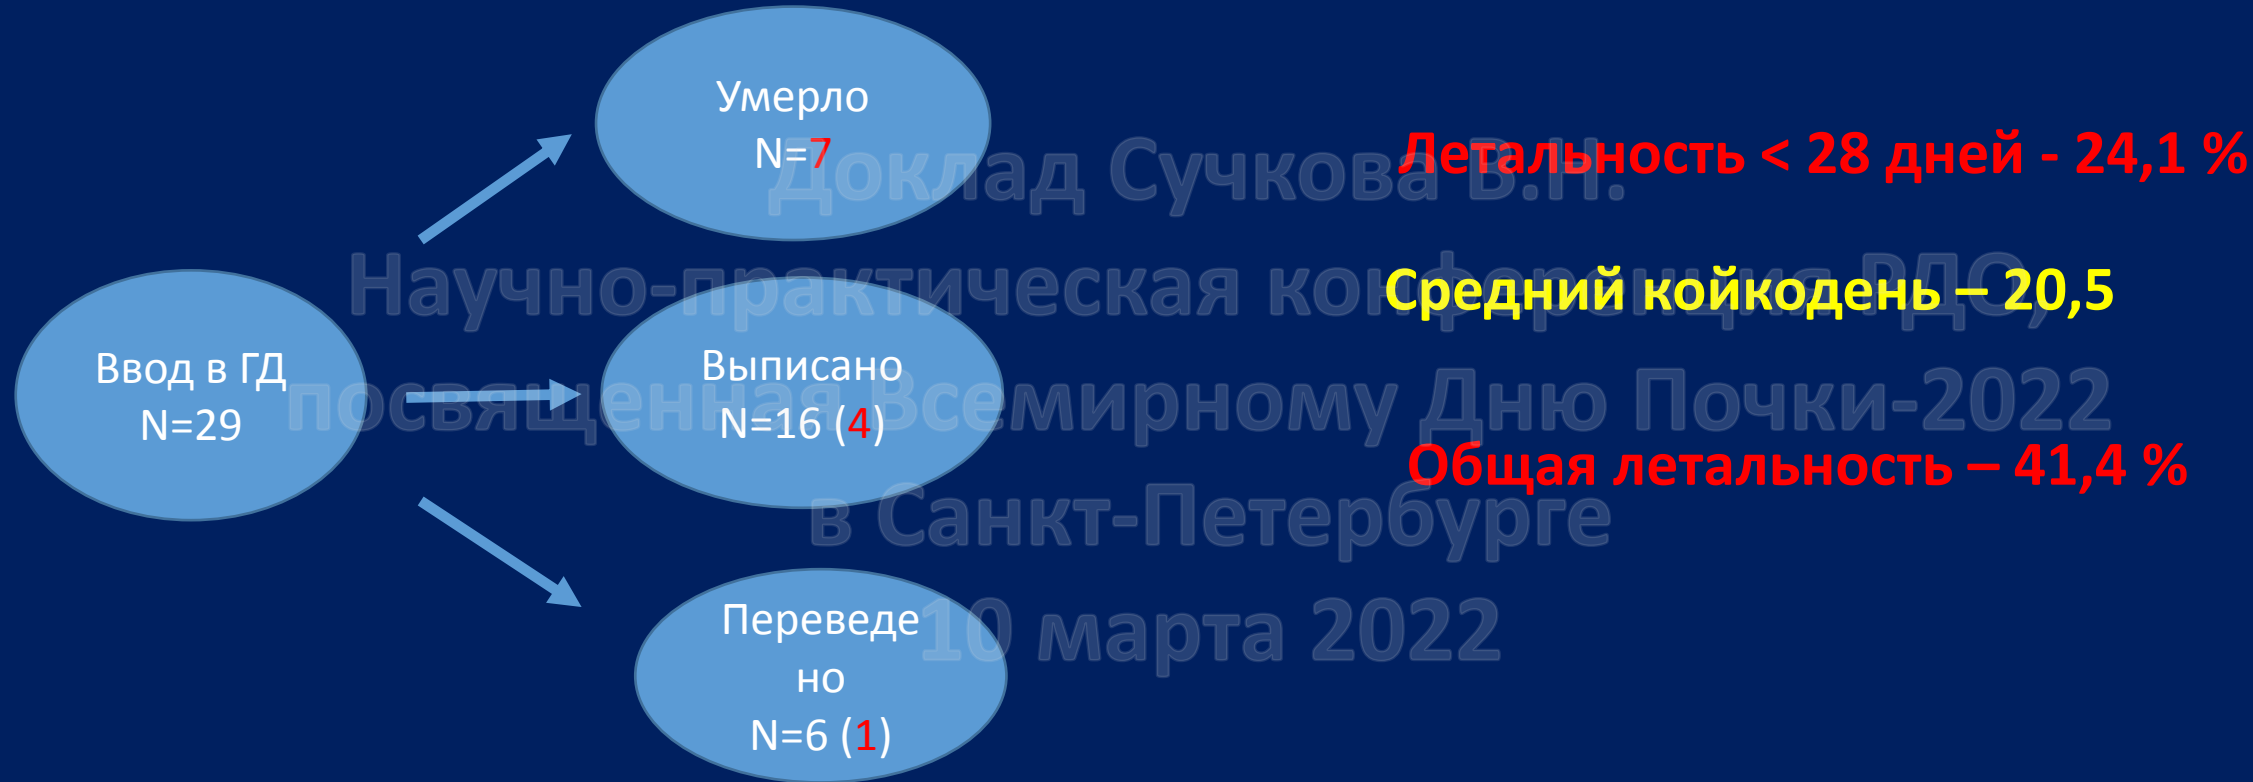 Умерло
N=7
Летальность < 28 дней - 24,1 %
Доклад Сучкова В.Н.
Научно-практическая конференция РДО,
Средний койкодень – 20,5
Ввод в ГД
N=29
Выписано
N=16 (4)
посвященная Всемирному Дню Почки-2022
Общая летальность – 41,4 %
в Санкт-Петербурге
10 марта 2022
Переведе
но
N=6 (1)